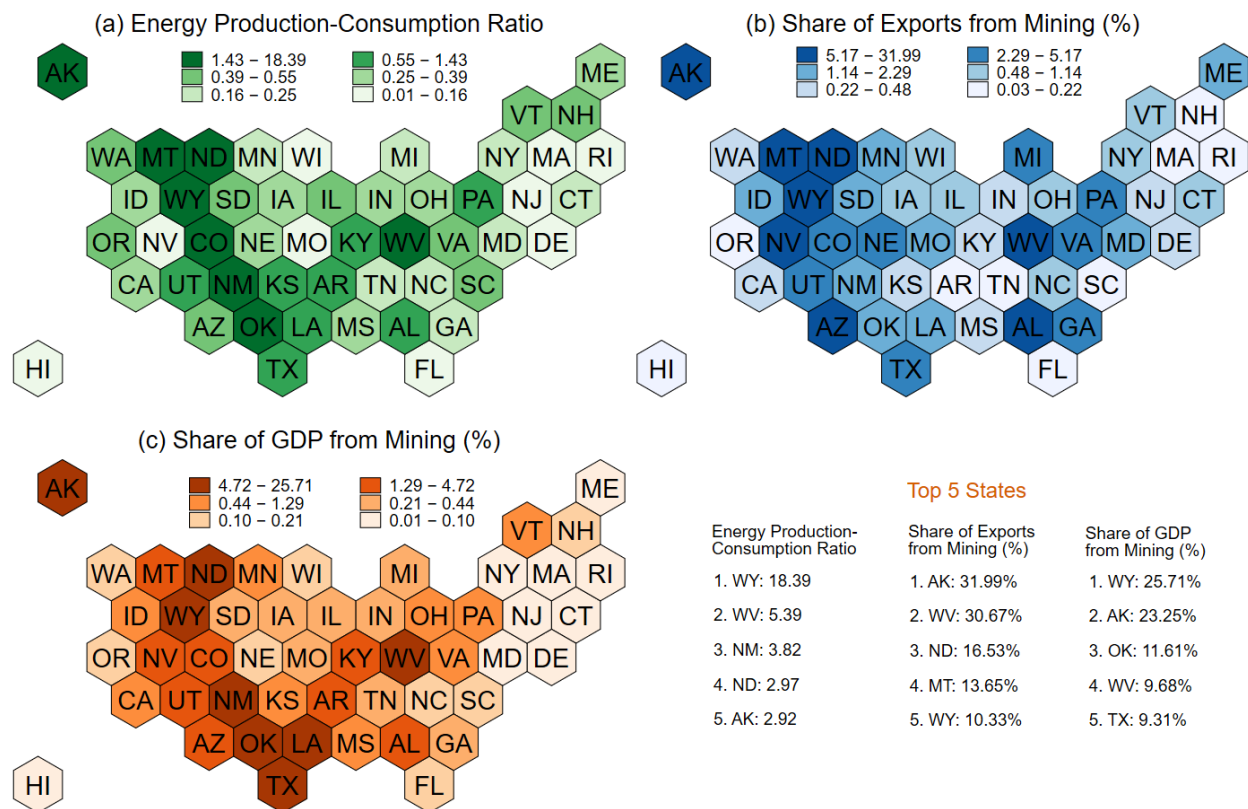 (a) Energy Production-Consumption Ratio
1.43 − 18.39 0.55 − 1.43
0.39 − 0.55 0.25 − 0.39
0.16 − 0.25 0.01 − 0.16
AK
ME
VT NH
WA MT ND MN WI MI NY MA RI
ID WY SD IA IL IN OH PA NJ CT
OR NV CO NE MO KY WV VA MD DE
CA UT NM KS AR TN NC SC
AZ OK LA MS AL GA
HI TX FL
(b) Share of Exports from Mining (%)
5.17 − 31.99 2.29 − 5.17
1.14 − 2.29 0.48 − 1.14
0.22 − 0.48 0.03 − 0.22
AK
ME
VT NH
WA MT ND MN WI MI NY MA RI
ID WY SD IA IL IN OH PA NJ CT
OR NV CO NE MO KY WV VA MD DE
CA UT NM KS AR TN NC SC
AZ OK LA MS AL GA
HI TX FL
(c) Share of GDP from Mining (%)
4.72 − 25.71 1.29 − 4.72
0.44 − 1.29 0.21 − 0.44
0.10 − 0.21 0.01 − 0.10
AK
ME
VT NH
WA MT ND MN WI MI NY MA RI
ID WY SD IA IL IN OH PA NJ CT
OR NV CO NE MO KY WV VA MD DE
CA UT NM KS AR TN NC SC
AZ OK LA MS AL GA
HI TX FL
Top 5 States
Energy Production-
Consumption Ratio
1. WY: 18.39
2. WV: 5.39
3. NM: 3.82
4. ND: 2.97
5. AK: 2.92
Share of Exports
from Mining (%)
1. AK: 31.99%
2. WV: 30.67%
3. ND: 16.53%
4. MT: 13.65%
5. WY: 10.33%
Share of GDP
from Mining (%)
1. WY: 25.71%
2. AK: 23.25%
3. OK: 11.61%
4. WV: 9.68%
5. TX: 9.31%